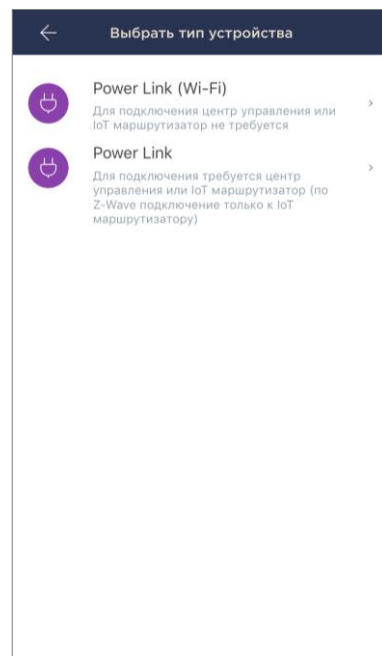 Выбрать тип устройства
Power Link (Wi-Fi)
Для подключения центр управления или
IoT маршрутизатор не требуется
Power Link
Для подключения требуется центр
управления или IoT маршрутизатор (по
Z-Wave подключение только к IoT
маршрутизатору)